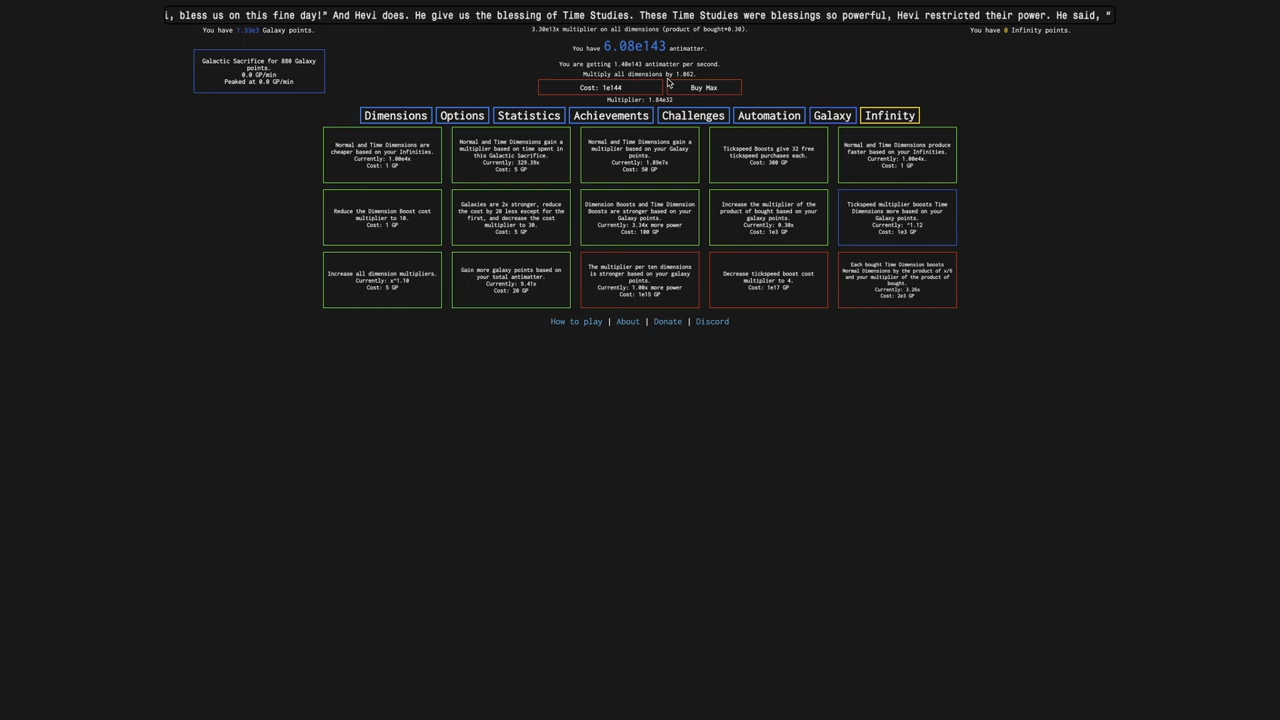 i, bless us on this fine day!" And Hevi does. He give us the blessing of Time Studies. These Time Studies were blessings so powerful, Hevi restricted their power. He said, "
You have 1.33e3 Galaxy points.
3.30e13x multiplier on all dimensions (product of bought*0.30).
You have 0 Infinity points.
You have 6.08e143 antimatter.
Galactic Sacrifice for 880 Galaxy
points.
0.0 GP/min
Peaked at 0.0 GP/min
You are getting 1.40e143 antimatter per second.
Multiply all dimensions by 1.062.
Cost: 1e144
Buy Max
Multiplier: 1.84e32
Dimensions
Options
Statistics
Achievements
Challenges
Automation
Galaxy
Infinity
Normal and Time Dimensions are
cheaper based on your Infinities.
Currently: 1.00e4x
Cost: 1 GP
Normal and Time Dimensions gain a
multiplier based on time spent in
this Galactic Sacrifice.
Currently: 329.39x
Cost: 5 GP
Normal and Time Dimensions gain a
multiplier based on your Galaxy
points.
Currently: 1.89e7x
Cost: 50 GP
Tickspeed Boosts give 32 free
tickspeed purchases each.
Cost: 300 GP
Normal and Time Dimensions produce
faster based on your Infinities.
Currently: 1.00e4x
Cost: 1 GP
Reduce the Dimension Boost cost
multiplier to 10.
Cost: 1 GP
Galaxies are 2x stronger, reduce
the cost by 20 less except for the
first, and decrease the cost
multiplier to 30.
Cost: 5 GP
Dimension Boosts and Time Dimension
Boosts are stronger based on your
Galaxy points.
Currently: 3.34x more power
Cost: 100 GP
Increase the multiplier of the
product of bought based on your
galaxy points.
Currently: 0.30x
Cost: 1e3 GP
Tickspeed multiplier boosts Time
Dimensions more based on your
Galaxy points.
Currently: ^1.12
Cost: 1e3 GP
Increase all dimension multipliers.
Currently: x^1.10
Cost: 5 GP
Gain more galaxy points based on
your total antimatter.
Currently: 9.41x
Cost: 20 GP
The multiplier per ten dimensions
is stronger based on your galaxy
points.
Currently: 1.00x more power
Cost: 1e15 GP
Decrease tickspeed boost cost
multiplier to 4.
Cost: 1e17 GP
Each bought Time Dimension boosts
Normal Dimensions by the product of x/6
and your multiplier of the product of
bought.
Currently: 3.26x
Cost: 2e3 GP
How to play | About | Donate | Discord